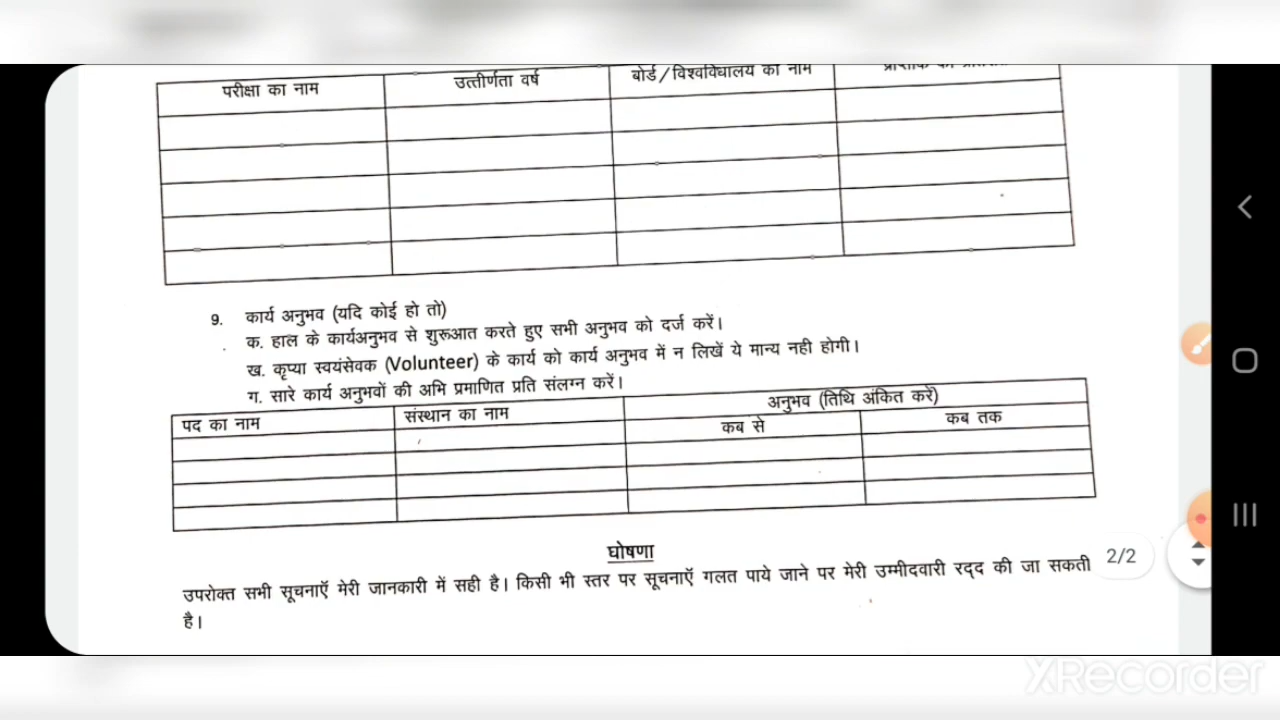 परीक्षा का नाम
उत्तीर्णता वर्ष
बोर्ड/विश्वविधालय का नाम
9. कार्य अनुभव (यदि कोई हो तो)
क. हाल के कार्यअनुभव से शुरूआत करते हुए सभी अनुभव को दर्ज करें।
ख. कृप्या स्वयंसेवक (Volunteer) के कार्य को कार्य अनुभव में न लिखें ये मान्य नही होगी।
ग. सारे कार्य अनुभवों की अभि प्रमाणित प्रति संलग्न करें।
पद का नाम
संस्थान का नाम
अनुभव (तिथि अंकित करें)
कब से
कब तक
घोषणा
उपरोक्त सभी सूचनाएँ मेरी जानकारी में सही है। किसी भी स्तर पर सूचनाएँ गलत पाये जाने पर मेरी उम्मीदवारी रद्द की जा सकती
है।
2/2
XRecorder